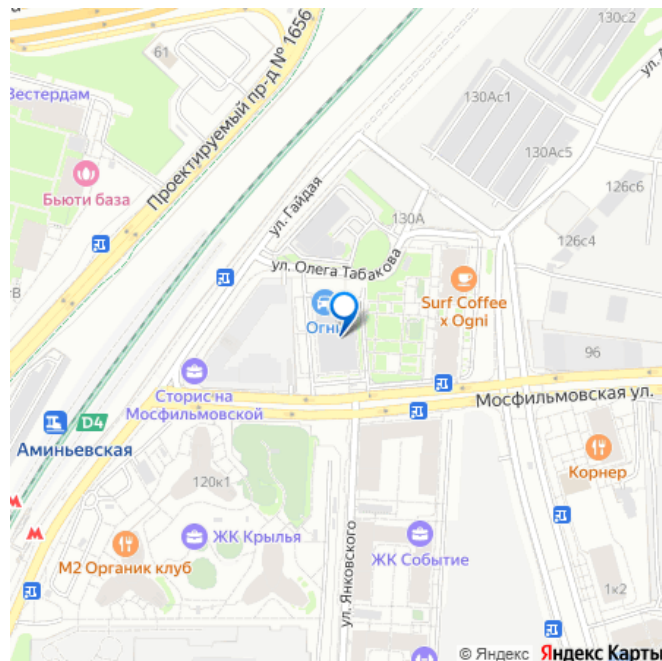 130с2
61
Вестердам
Проектируемый пр-д № 1656
130Ас1
Бьюти база
130Ас5
ул. Гайдая
126с6
130А
126с4
ул. Олега Табакова
Surf Coffee
x Ogni
Огни
96
Сторис на
Мосфильмовской
Мосфильмовская ул.
D4
Аминьевская
Корнер
120к1
М
М
ЖК Крылья
М2 Органик клуб
ул. Янковского
ЖК Событие
1к2
© Яндекс Яндекс Карты